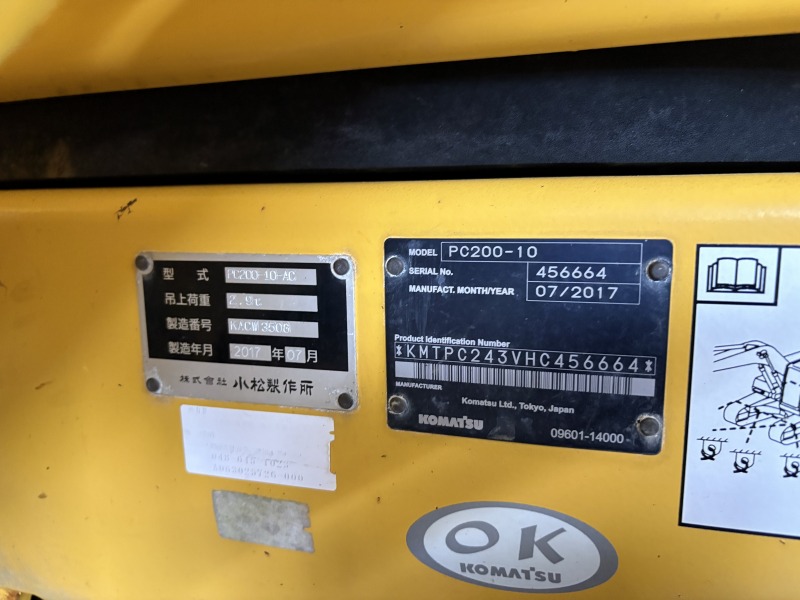 型 式 PC200-10-AC
吊上荷重 2.9t
製造番号 KACW3508
製造年月 2017 年 07 月
株式會社 小松製作所
MODEL PC200-10
SERIAL No. 456664
MANUFACT. MONTH/YEAR 07/2017
Product Identification Number
*KMTPC243VHC456664*
MANUFACTURER
Komatsu Ltd., Tokyo, Japan
KOMATSU 09601-14000
OK
KOMATSU